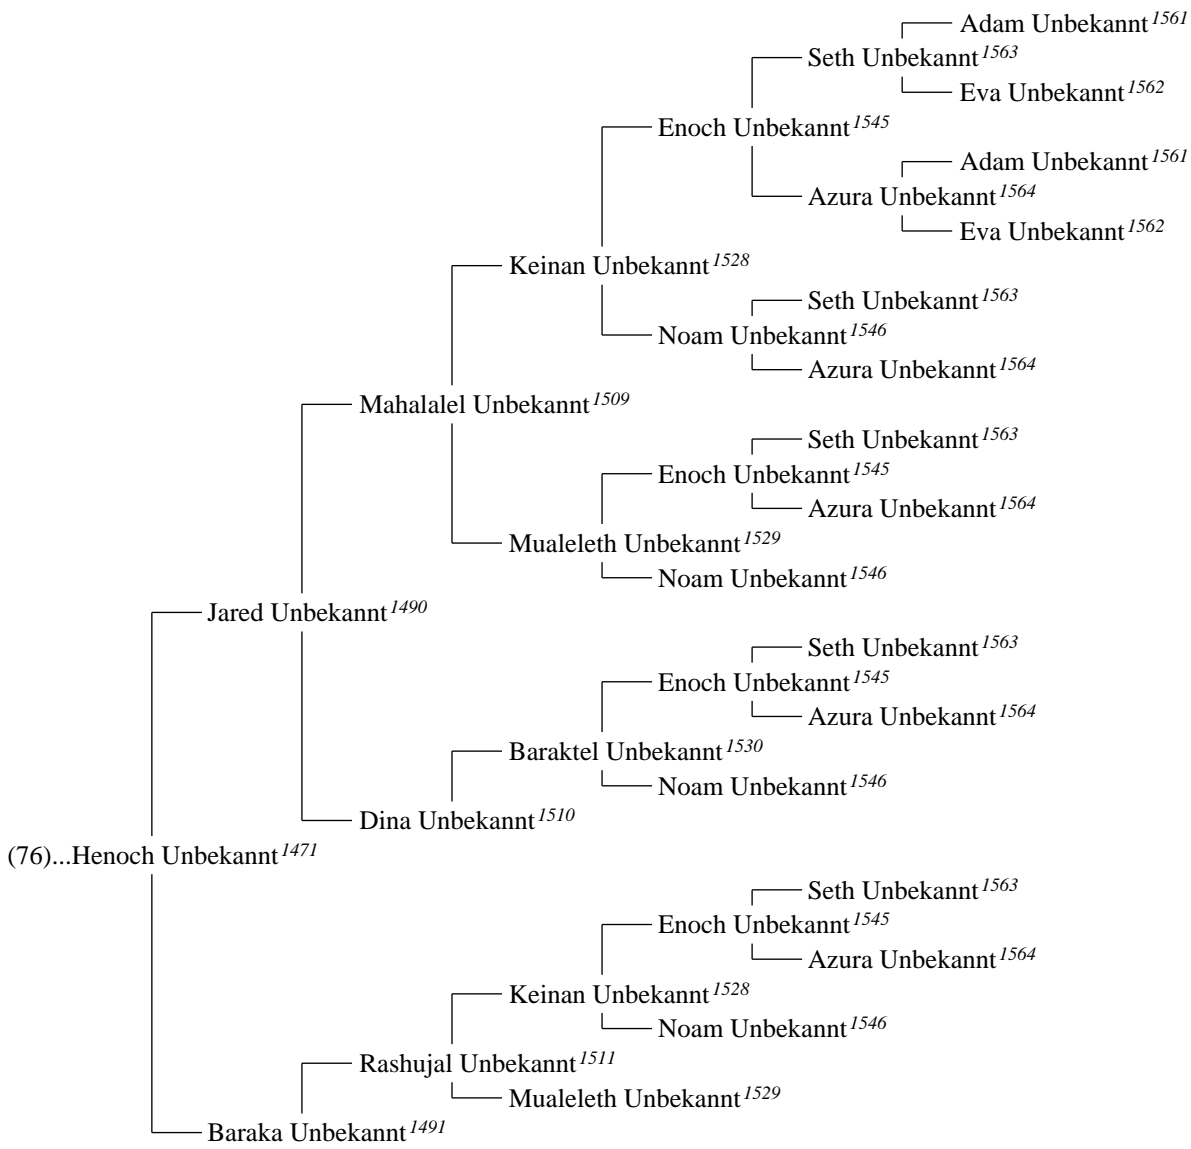 Adam Unbekannt 1561
Seth Unbekannt 1563
Eva Unbekannt 1562
Enoch Unbekannt 1545
Adam Unbekannt 1561
Azura Unbekannt 1564
Eva Unbekannt 1562
Keinan Unbekannt 1528
Seth Unbekannt 1563
Noam Unbekannt 1546
Azura Unbekannt 1564
Mahalalel Unbekannt 1509
Seth Unbekannt 1563
Enoch Unbekannt 1545
Azura Unbekannt 1564
Mualeleth Unbekannt 1529
Noam Unbekannt 1546
Jared Unbekannt 1490
Seth Unbekannt 1563
Enoch Unbekannt 1545
Azura Unbekannt 1564
Baraktel Unbekannt 1530
Noam Unbekannt 1546
Dina Unbekannt 1510
(76)...Henoch Unbekannt 1471
Seth Unbekannt 1563
Enoch Unbekannt 1545
Azura Unbekannt 1564
Keinan Unbekannt 1528
Noam Unbekannt 1546
Rashujal Unbekannt 1511
Mualeleth Unbekannt 1529
Baraka Unbekannt 1491